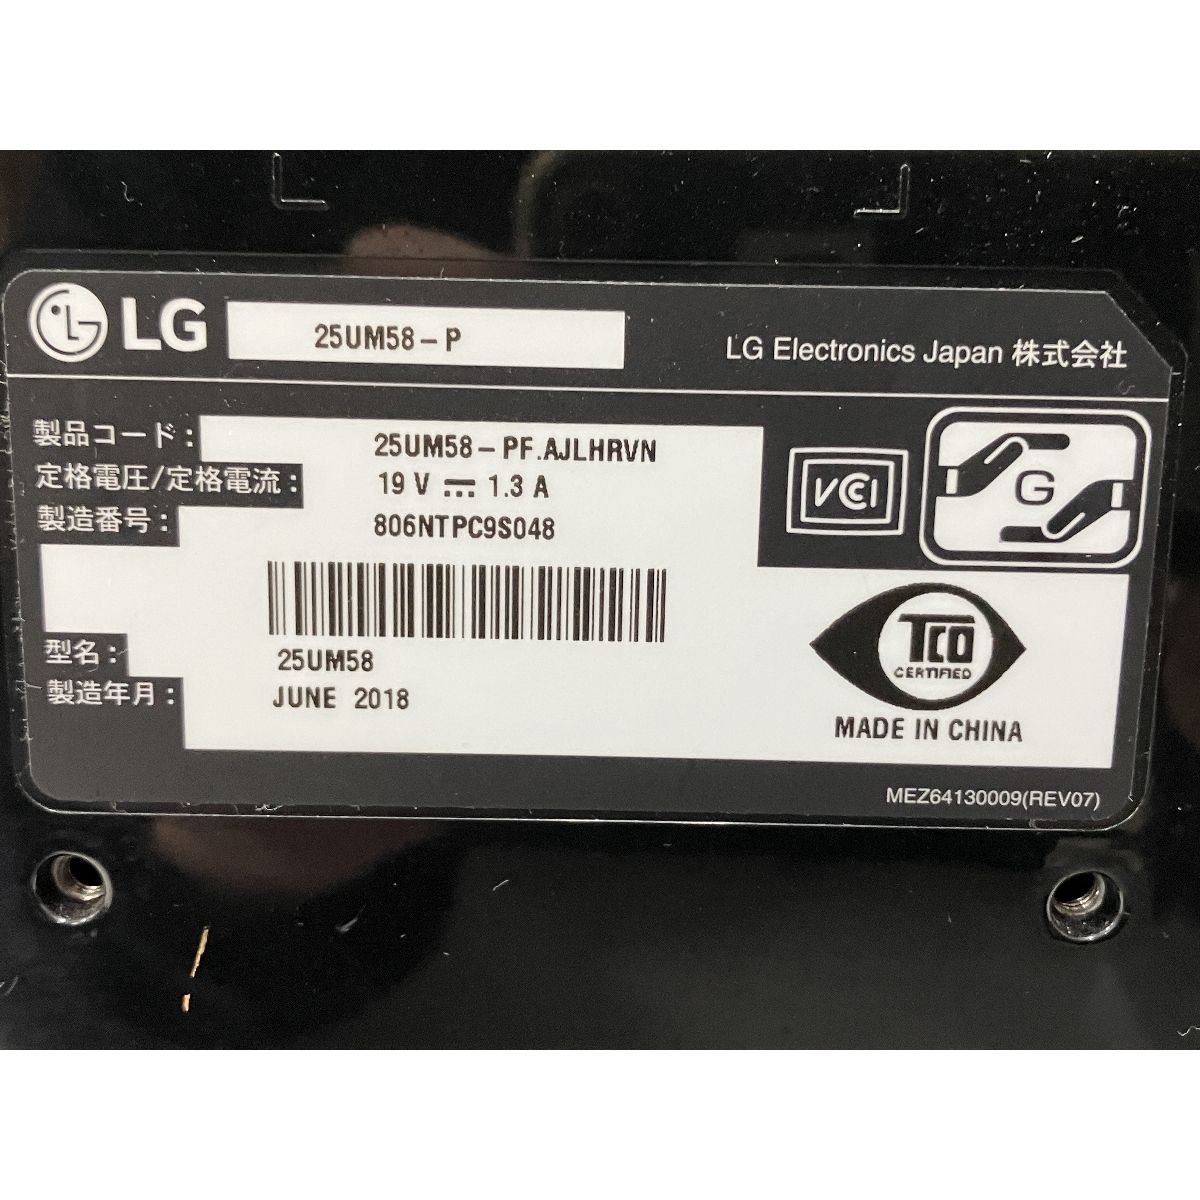 LG 25UM58-P LG Electronics Japan 株式会社
製品コード: 25UM58-PF.AJLHRVN
定格電圧/定格電流: 19 V ⎓ 1.3 A
製造番号: 806NTPC9S048
VCCI
G
型名: 25UM58
製造年月: JUNE 2018
TCO
CERTIFIED
MADE IN CHINA
MEZ64130009(REV07)